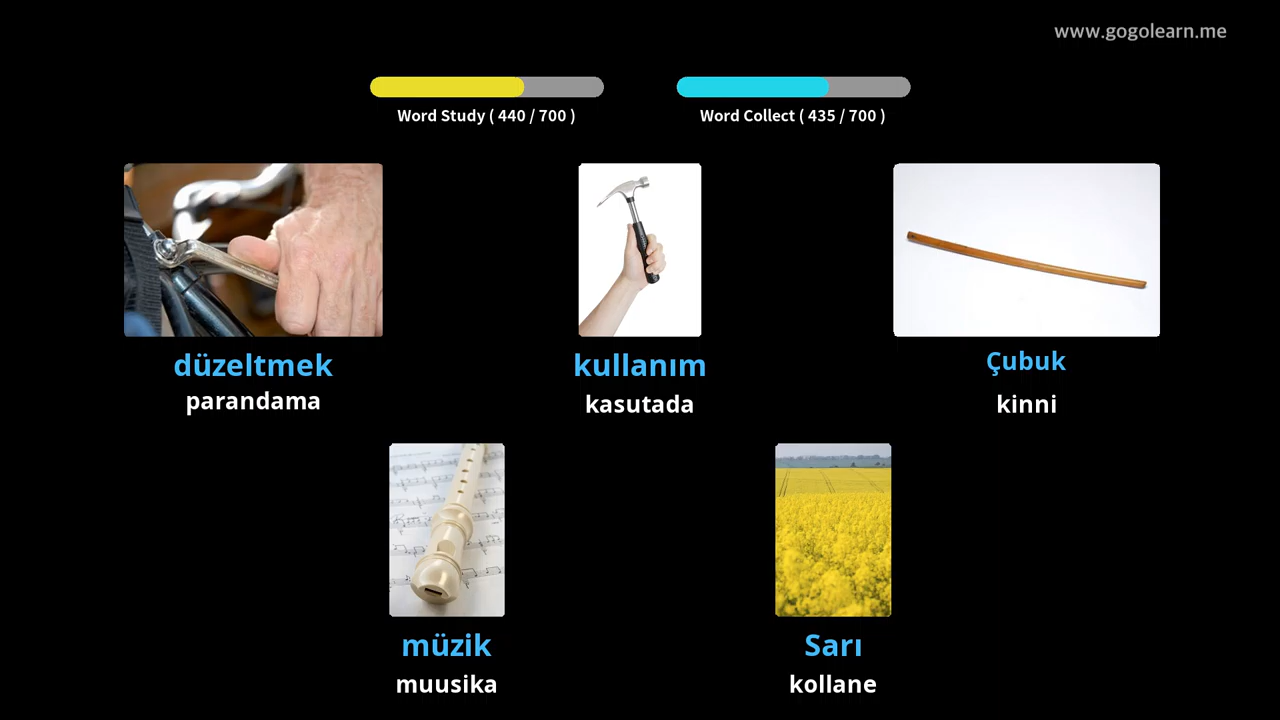 www.gogolearn.me
Word Study ( 440 / 700 )
Word Collect ( 435 / 700 )
düzeltmek
parandama
kullanım
kasutada
Çubuk
kinni
müzik
muusika
Sarı
kollane